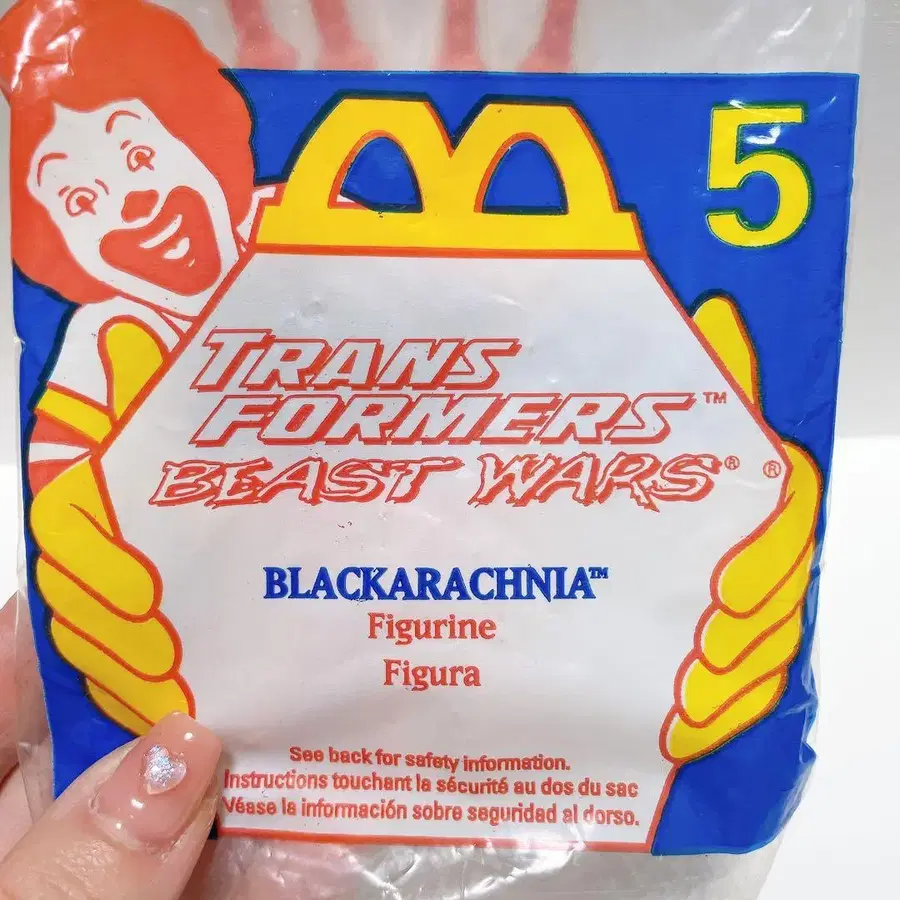 5
TRANS
FORMERS™
BEAST WARS® ®
BLACKARACHNIA™
Figurine
Figura
See back for safety information.
Instructions touchant la sécurité au dos du sac
Véase la información sobre seguridad al dorso.